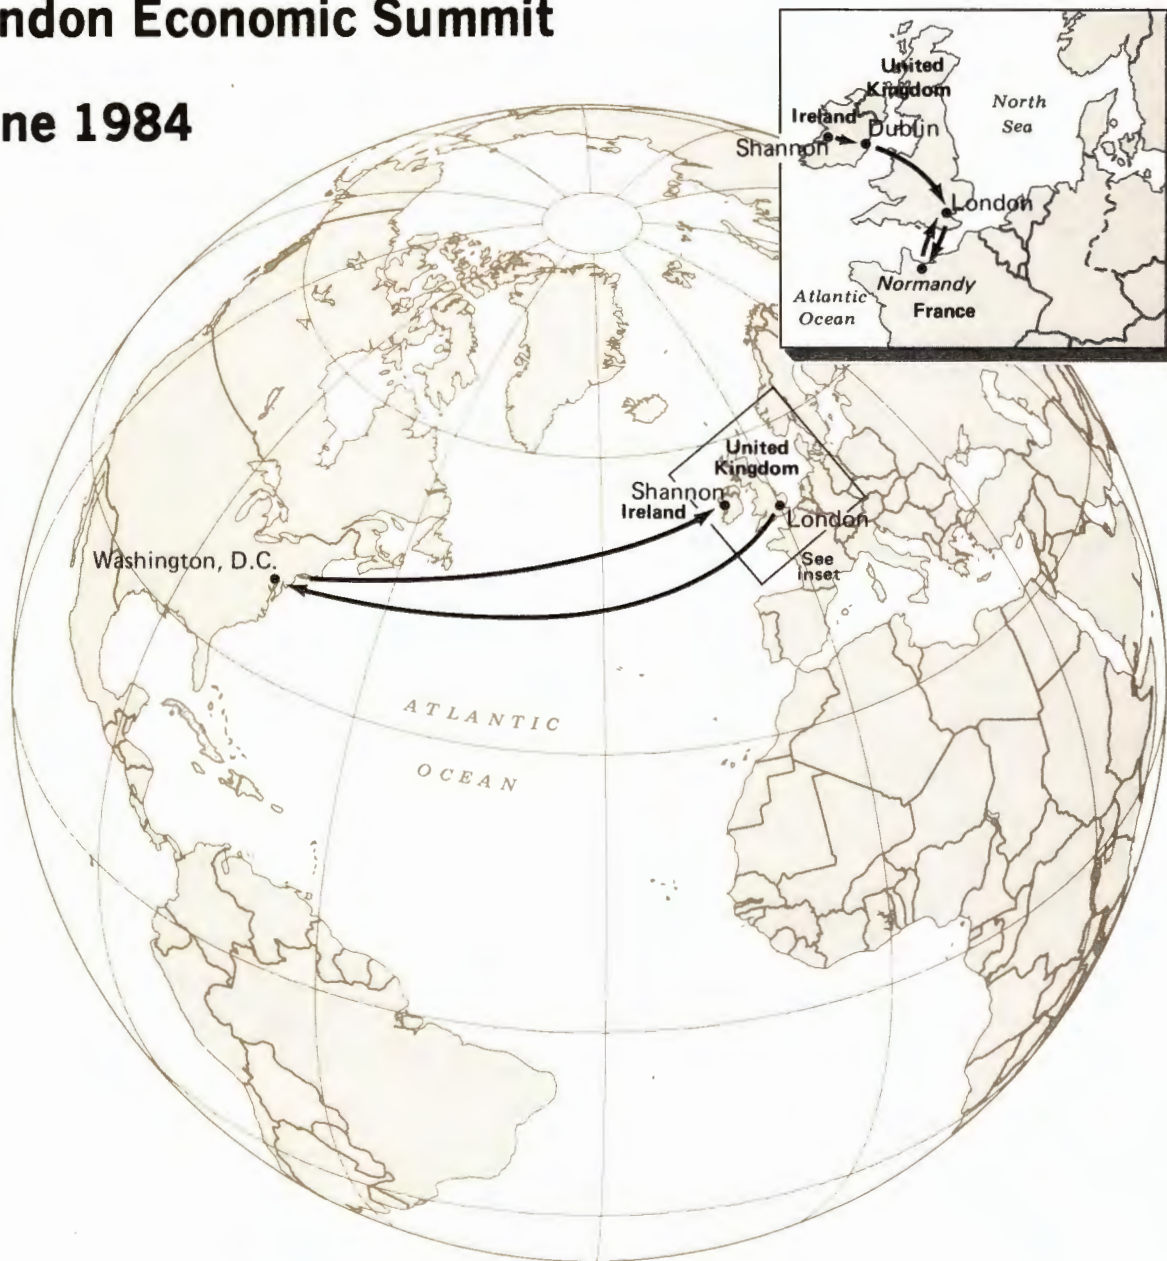 ndon Economic Summit
ne 1984
United
Kingdom
North
Sea
Ireland
Dublin
Shannon
London
Normandy
Atlantic
Ocean
France
United
Kingdom
Shannon
Ireland
London
See
inset
Washington, D.C.
ATLANTIC
OCEAN